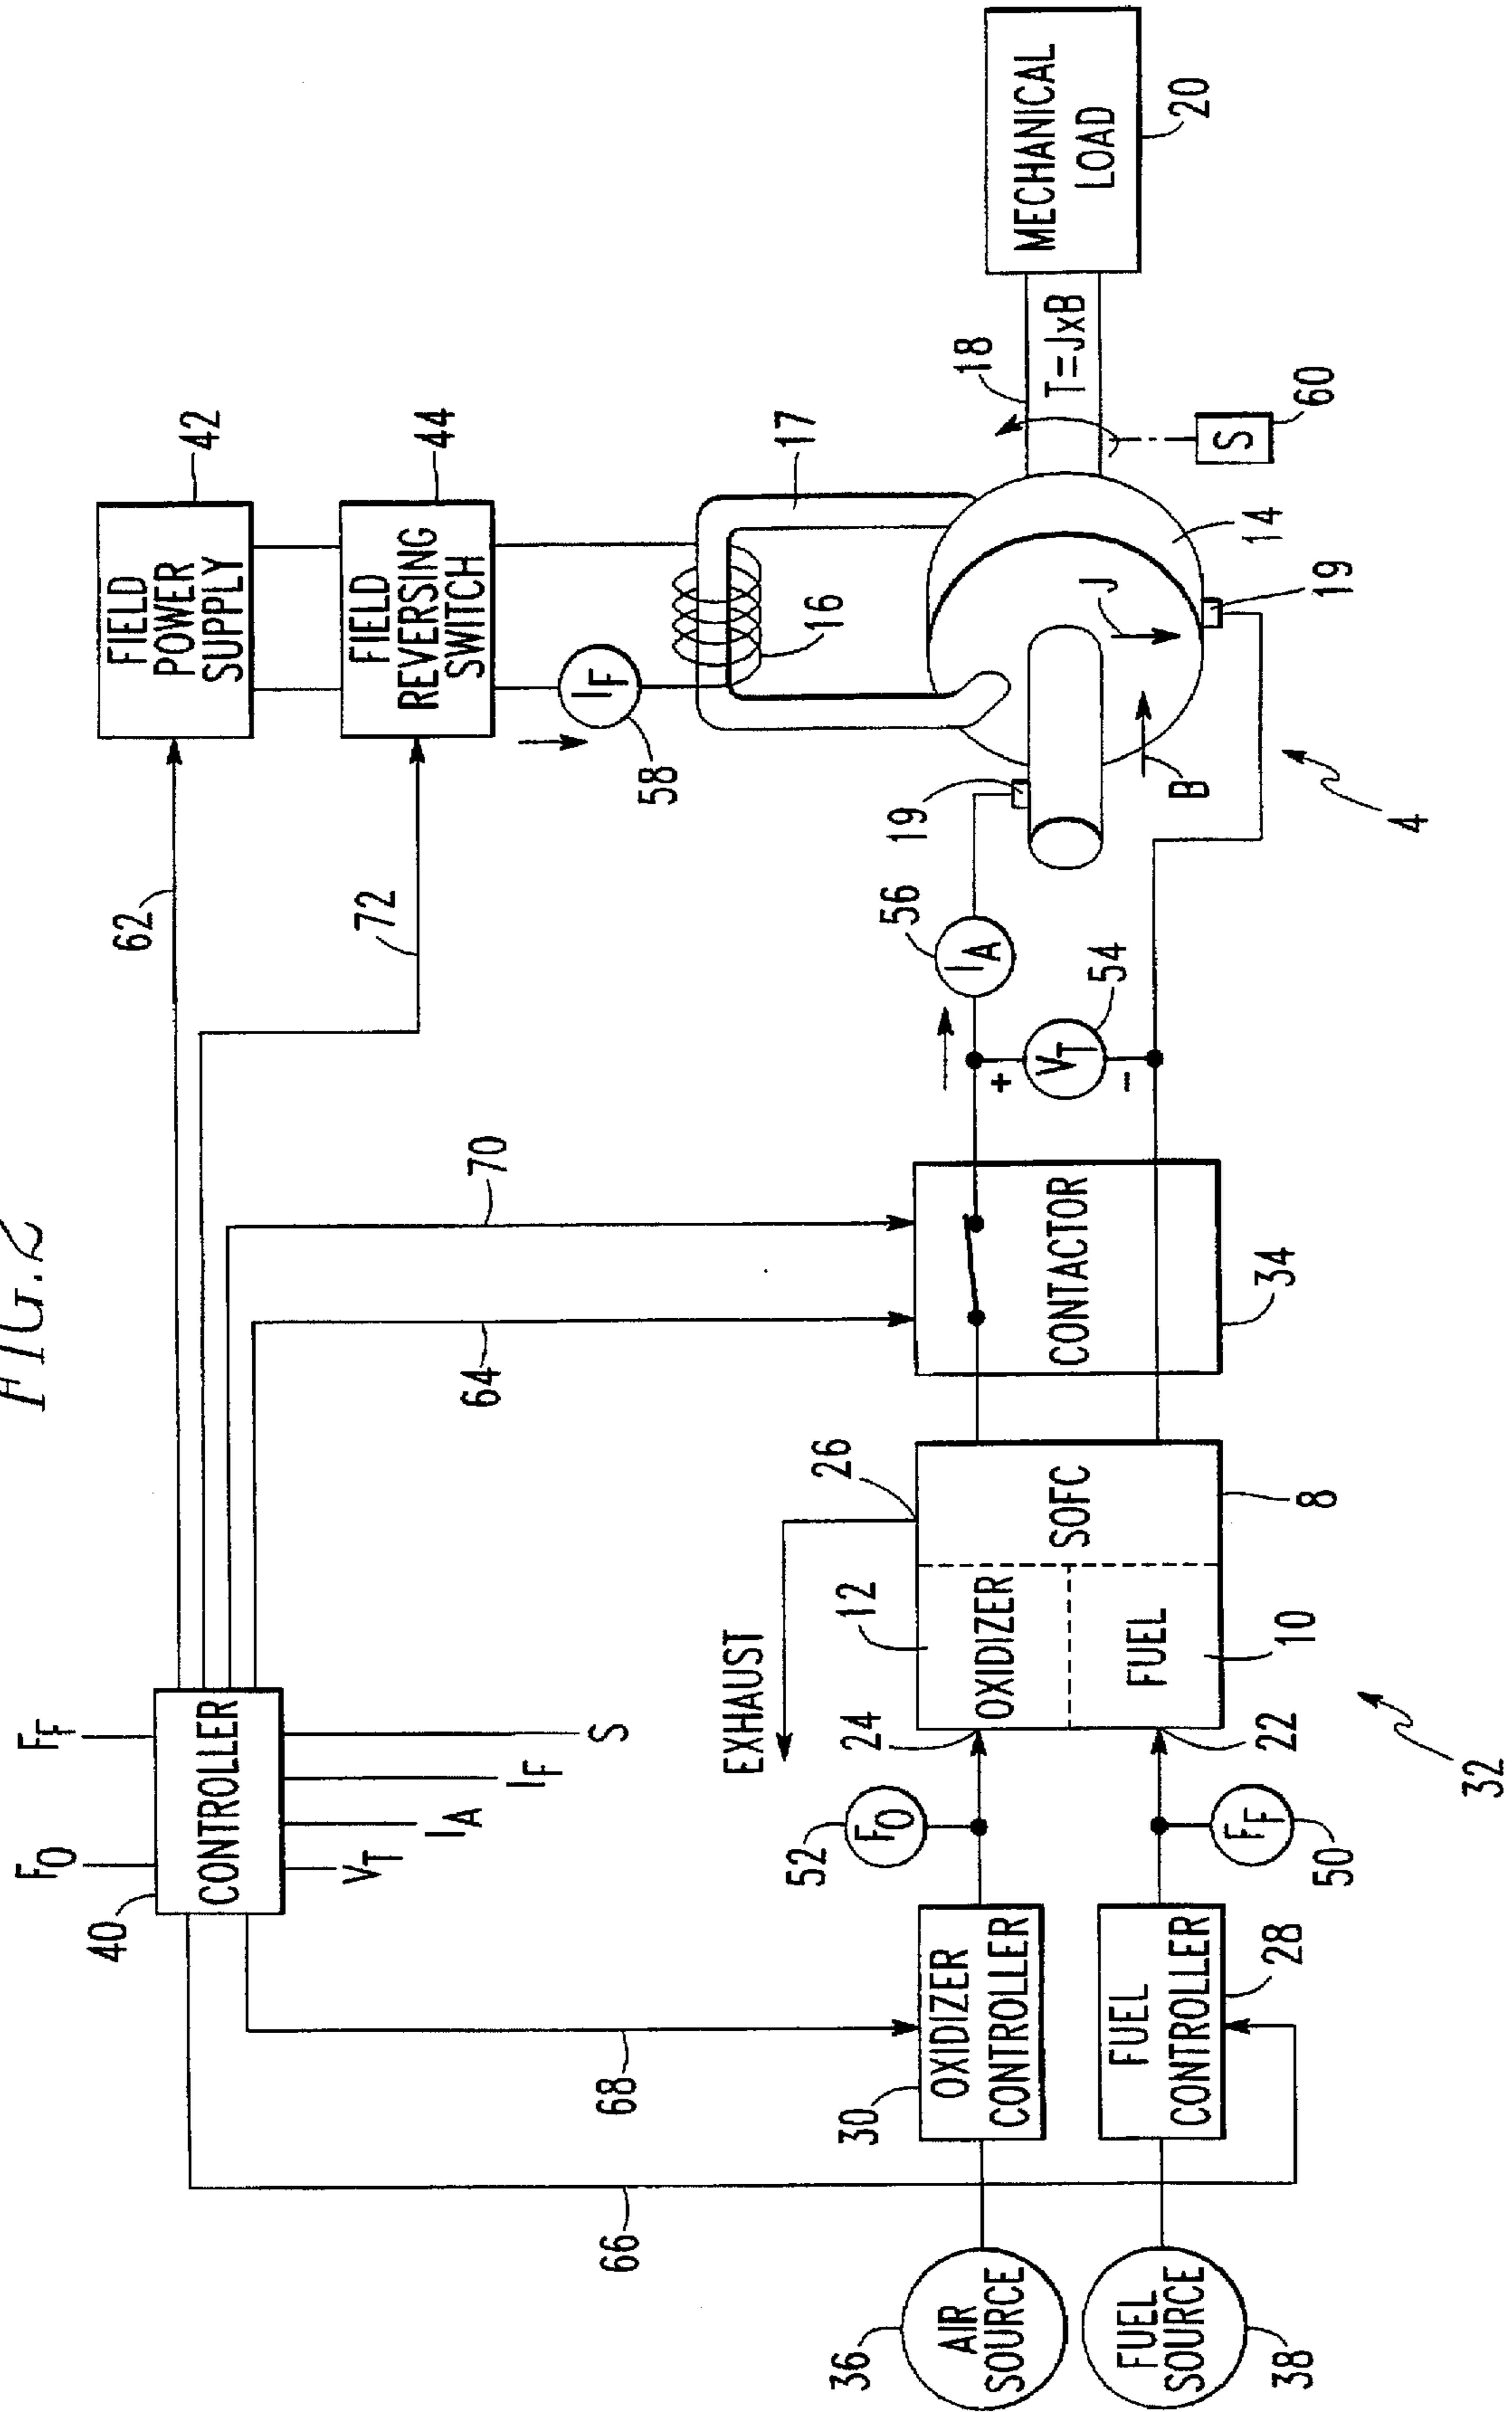 FIG.2
FO
FF
40
CONTROLLER
VT
IA
IF
S
62
72
70
64
68
66
FIELD
POWER
SUPPLY
42
FIELD
REVERSING
SWITCH
44
IF
58
16
17
36
AIR
SOURCE
38
FUEL
SOURCE
30
OXIDIZER
CONTROLLER
FUEL
CONTROLLER
28
52
FO
FF
50
24
22
EXHAUST
26
12
OXIDIZER
FUEL
10
SOFC
8
32
CONTACTOR
34
+
VT
-
54
IA
56
19
B
J
4
14
19
18
T=JxB
S
60
MECHANICAL
LOAD
20